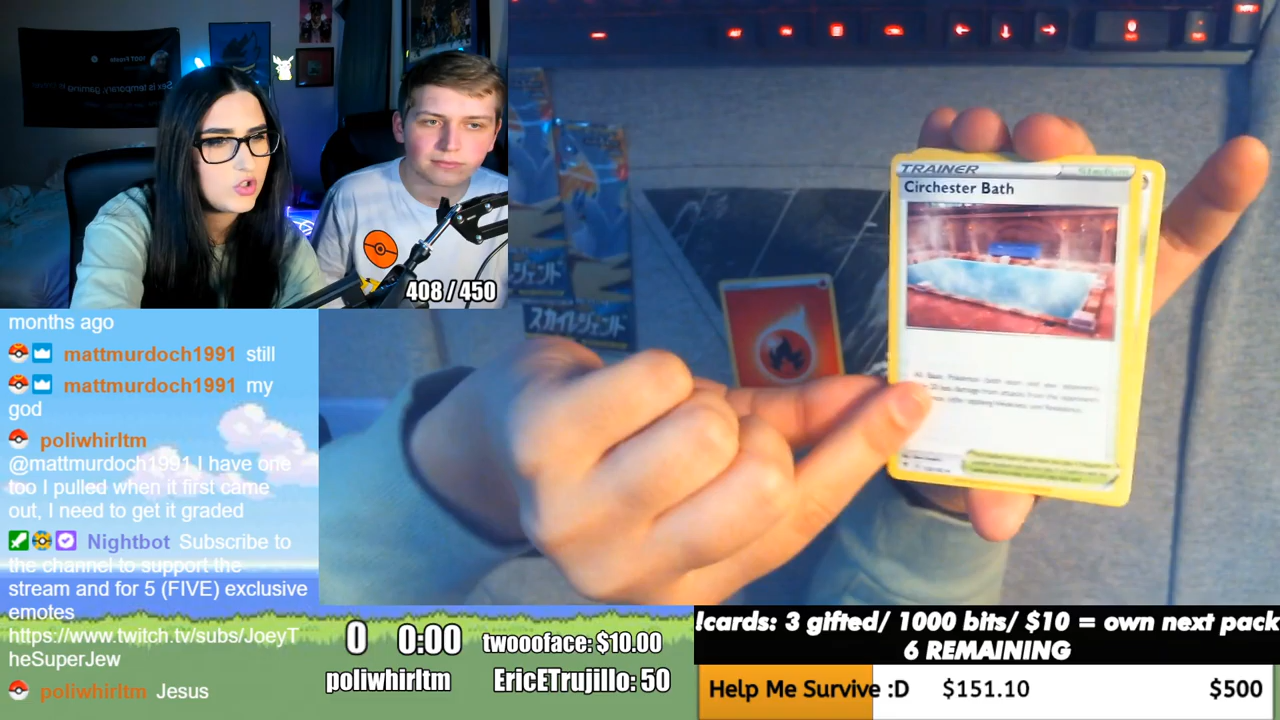 months ago
mattmurdoch1991 still
mattmurdoch1991 my
god
poliwhirltm
@mattmurdoch1991 I have one
too I pulled when it first came
out, I need to get it graded
Nightbot Subscribe to
the channel to support the
stream and for 5 (FIVE) exclusive
emotes
https://www.twitch.tv/subs/JoeyT
heSuperJew
poliwhirltm Jesus
408 / 450
スカイレジェンド
TRAINER
Stadium
Circhester Bath
0 0:00
poliwhirltm
twoooface: $10.00
EricETrujillo: 50
!cards: 3 gifted/ 1000 bits/ $10 = own next pack
6 REMAINING
Help Me Survive :D $151.10 $500